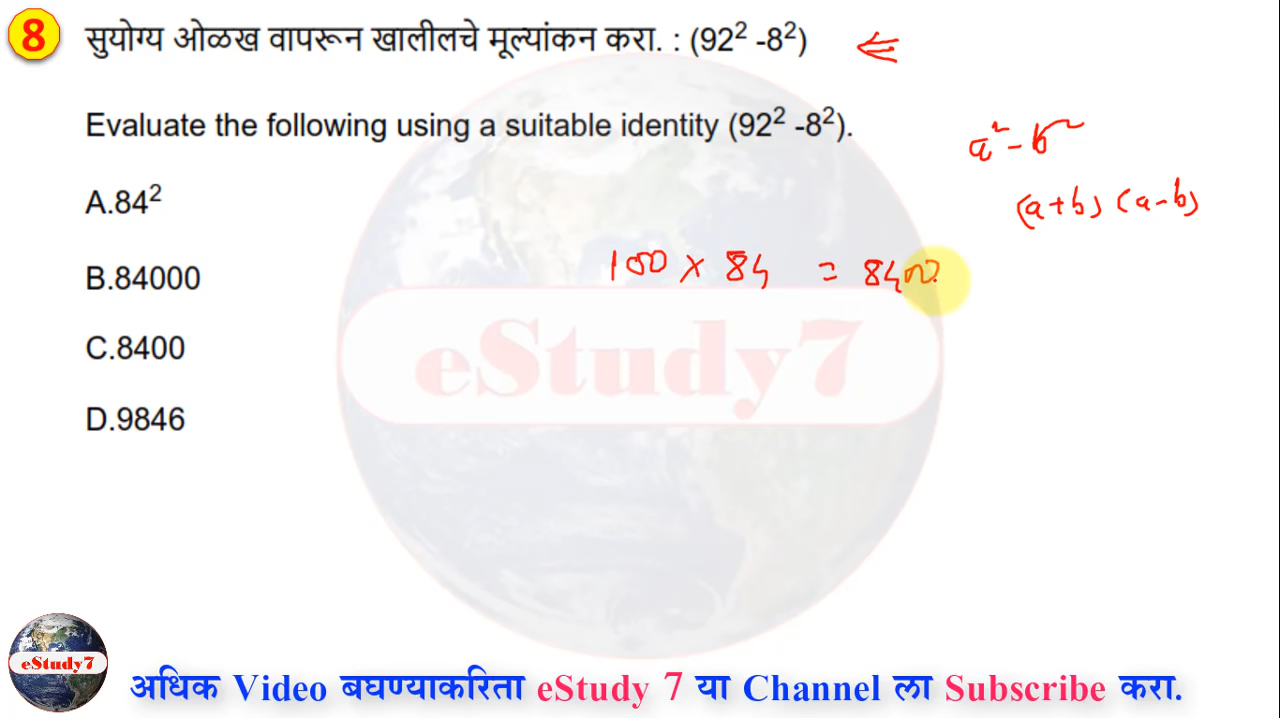 8 सुयोग्य ओळख वापरून खालीलचे मूल्यांकन करा. : (92² -8²)
Evaluate the following using a suitable identity (92² -8²).
a² - b²
(a+b) (a-b)
A.84²
100 × 84 = 8400
B.84000
C.8400
D.9846
eStudy7
eStudy7
अधिक Video बघण्याकरिता eStudy 7 या Channel ला Subscribe करा.